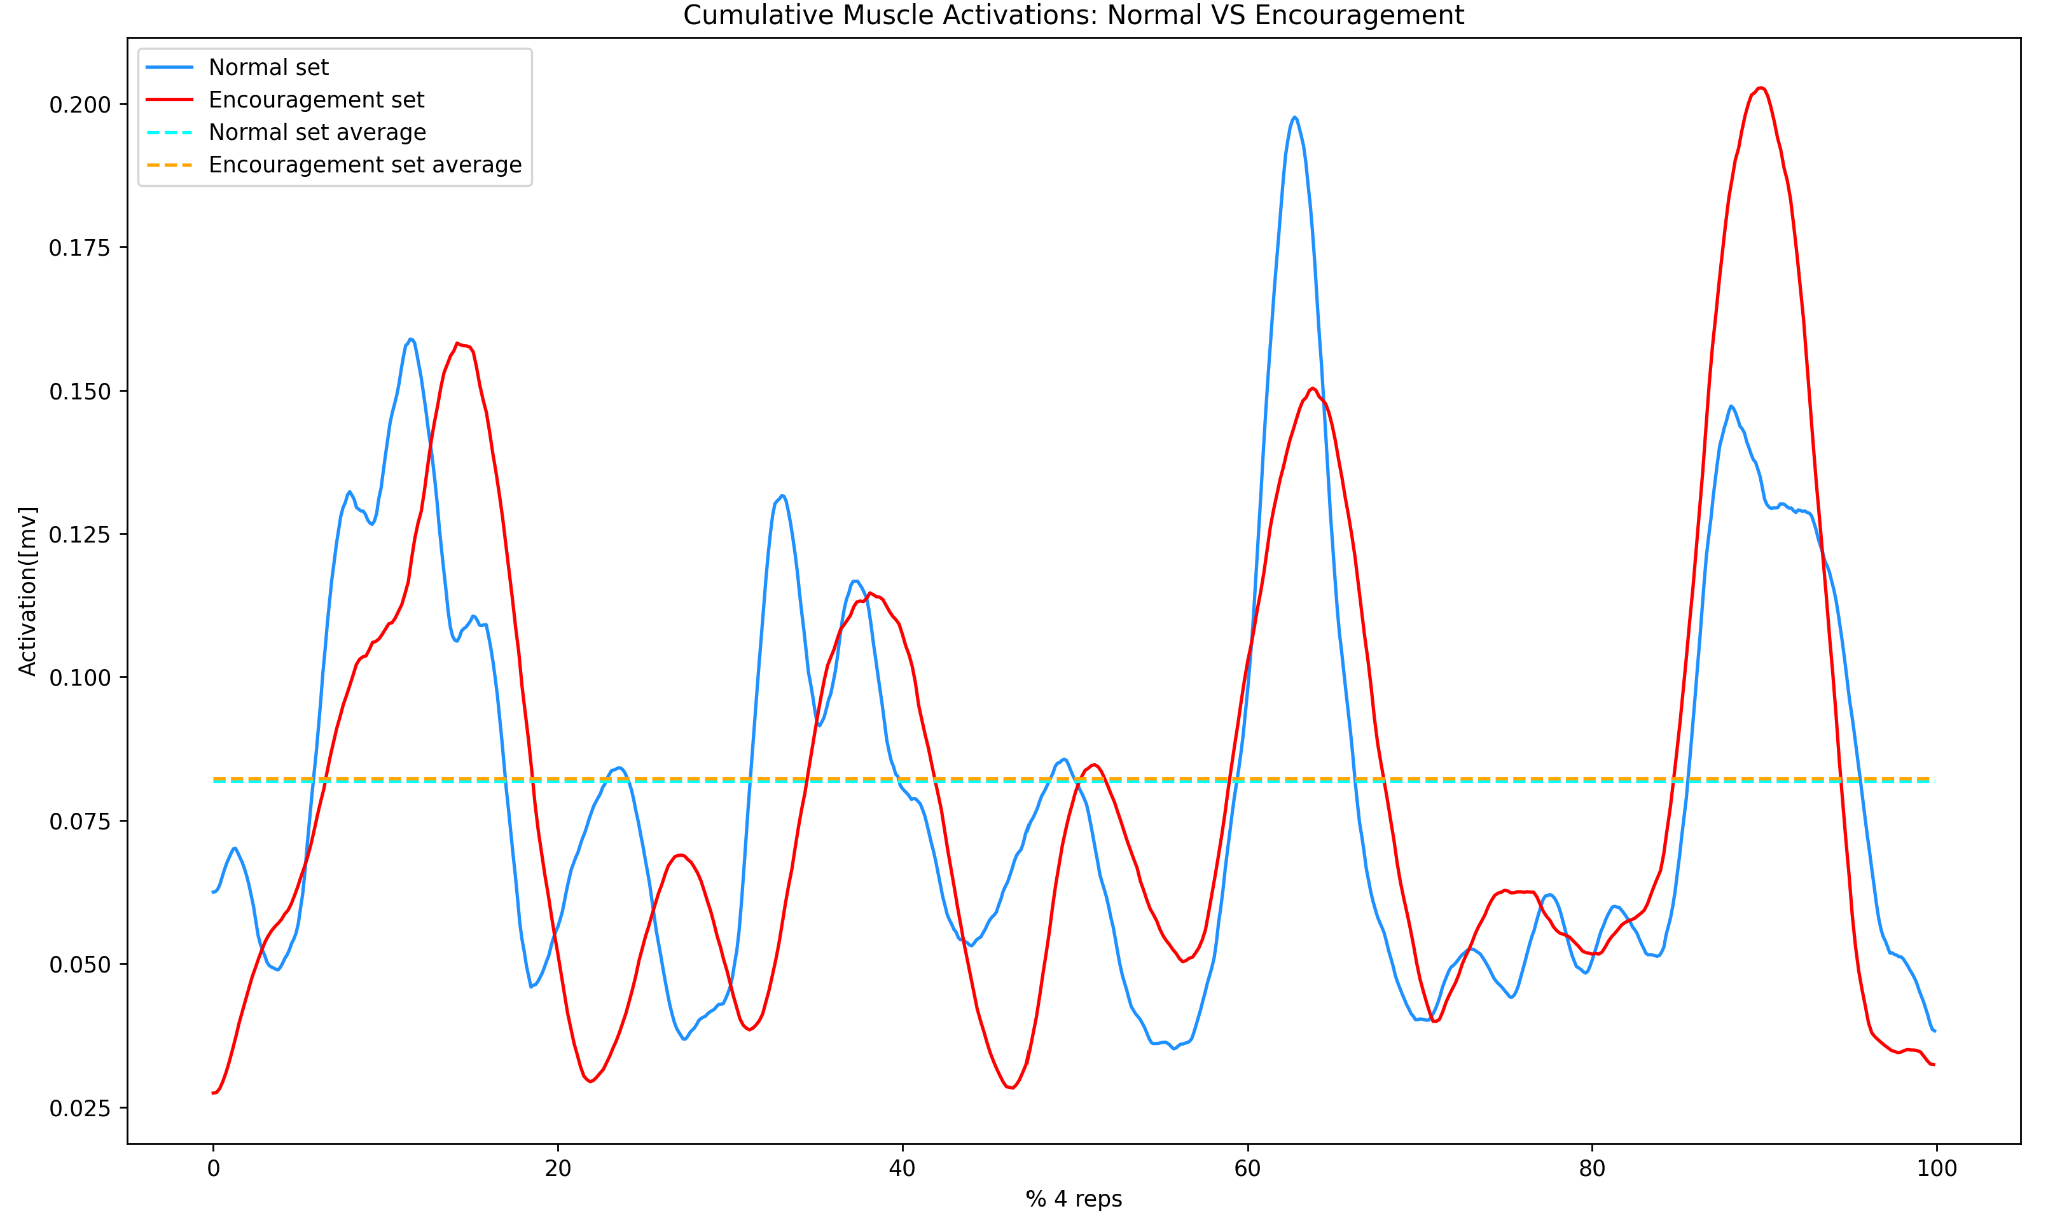 Cumulative Muscle Activations: Normal VS Encouragement
Normal set
Encouragement set
Normal set average
Encouragement set average
Activation([mv]
0.200
0.175
0.150
0.125
0.100
0.075
0.050
0.025
0 20 40 60 80 100
% 4 reps